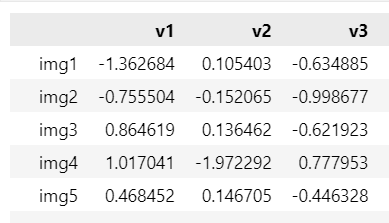 v1 v2 v3
img1 -1.362684 0.105403 -0.634885
img2 -0.755504 -0.152065 -0.998677
img3 0.864619 0.136462 -0.621923
img4 1.017041 -1.972292 0.777953
img5 0.468452 0.146705 -0.446328